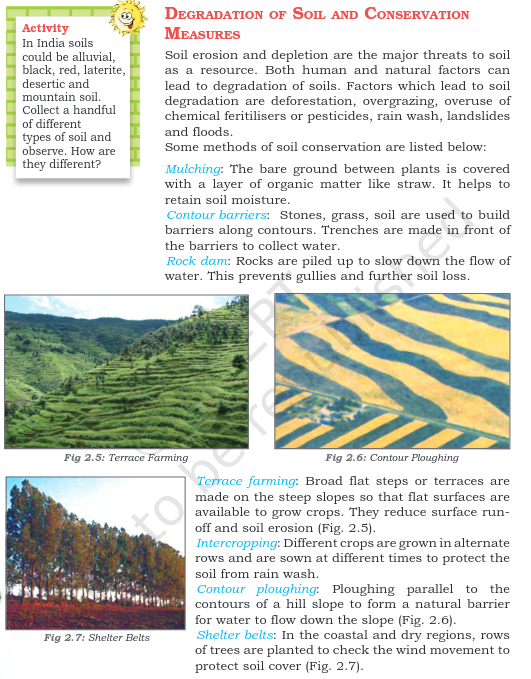 Activity
In India soils
could be alluvial,
black, red, laterite,
desertic and
mountain soil.
Collect a handful
of different
types of soil and
observe. How are
they different?
DEGRADATION OF SOIL AND CONSERVATION
MEASURES
Soil erosion and depletion are the major threats to soil
as a resource. Both human and natural factors can
lead to degradation of soils. Factors which lead to soil
degradation are deforestation, overgrazing, overuse of
chemical feritilisers or pesticides, rain wash, landslides
and floods.
Some methods of soil conservation are listed below:
Mulching: The bare ground between plants is covered
with a layer of organic matter like straw. It helps to
retain soil moisture.
Contour barriers: Stones, grass, soil are used to build
barriers along contours. Trenches are made in front of
the barriers to collect water.
Rock dam: Rocks are piled up to slow down the flow of
water. This prevents gullies and further soil loss.
Fig 2.5: Terrace Farming
Fig 2.6: Contour Ploughing
Terrace farming: Broad flat steps or terraces are
made on the steep slopes so that flat surfaces are
available to grow crops. They reduce surface run-
off and soil erosion (Fig. 2.5).
Intercropping: Different crops are grown in alternate
rows and are sown at different times to protect the
soil from rain wash.
Contour ploughing: Ploughing parallel to the
contours of a hill slope to form a natural barrier
for water to flow down the slope (Fig. 2.6).
Shelter belts: In the coastal and dry regions, rows
of trees are planted to check the wind movement to
protect soil cover (Fig. 2.7).
Fig 2.7: Shelter Belts